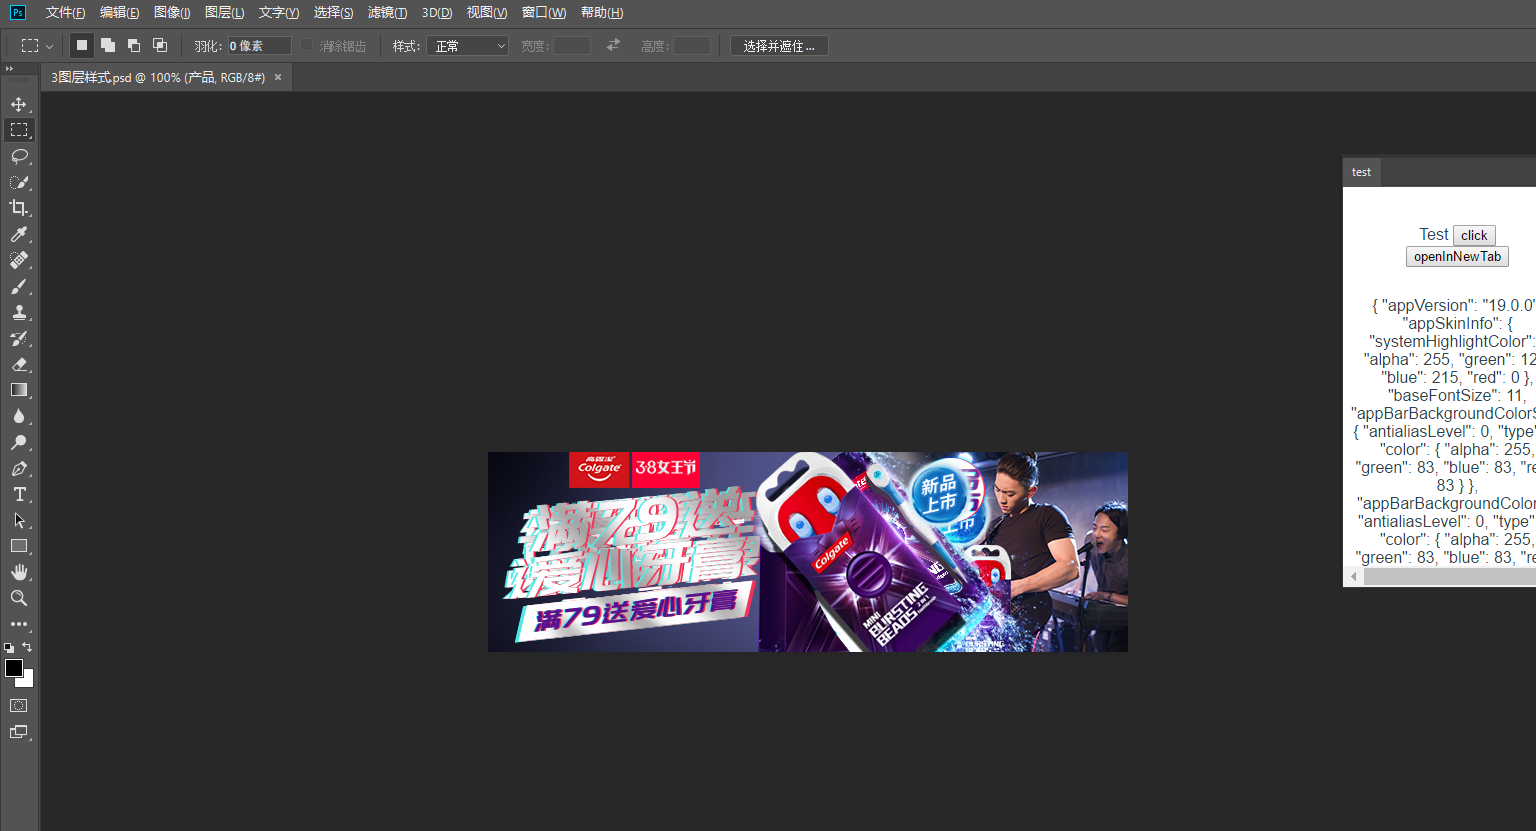 Ps 文件(F) 编辑(E) 图像(I) 图层(L) 文字(Y) 选择(S) 滤镜(T) 3D(D) 视图(V) 窗口(W) 帮助(H)
羽化: 0 像素 消除锯齿 样式: 正常 宽度: 高度: 选择并遮住...
3图层样式.psd @ 100% (产品, RGB/8#) ×
test
Test click
openInNewTab
{ "appVersion": "19.0.0"
"appSkinInfo": {
"systemHighlightColor":
"alpha": 255, "green": 12
"blue": 215, "red": 0 },
"baseFontSize": 11,
"appBarBackgroundColorS
{ "antialiasLevel": 0, "type"
"color": { "alpha": 255,
"green": 83, "blue": 83, "re
83 } },
"appBarBackgroundColor
"antialiasLevel": 0, "type"
"color": { "alpha": 255,
"green": 83, "blue": 83, "re
高露洁
Colgate
38女王节
满79送
爱心牙膏
满79送爱心牙膏
新品
上市
Colgate
MINI
BURSTING
BEADS